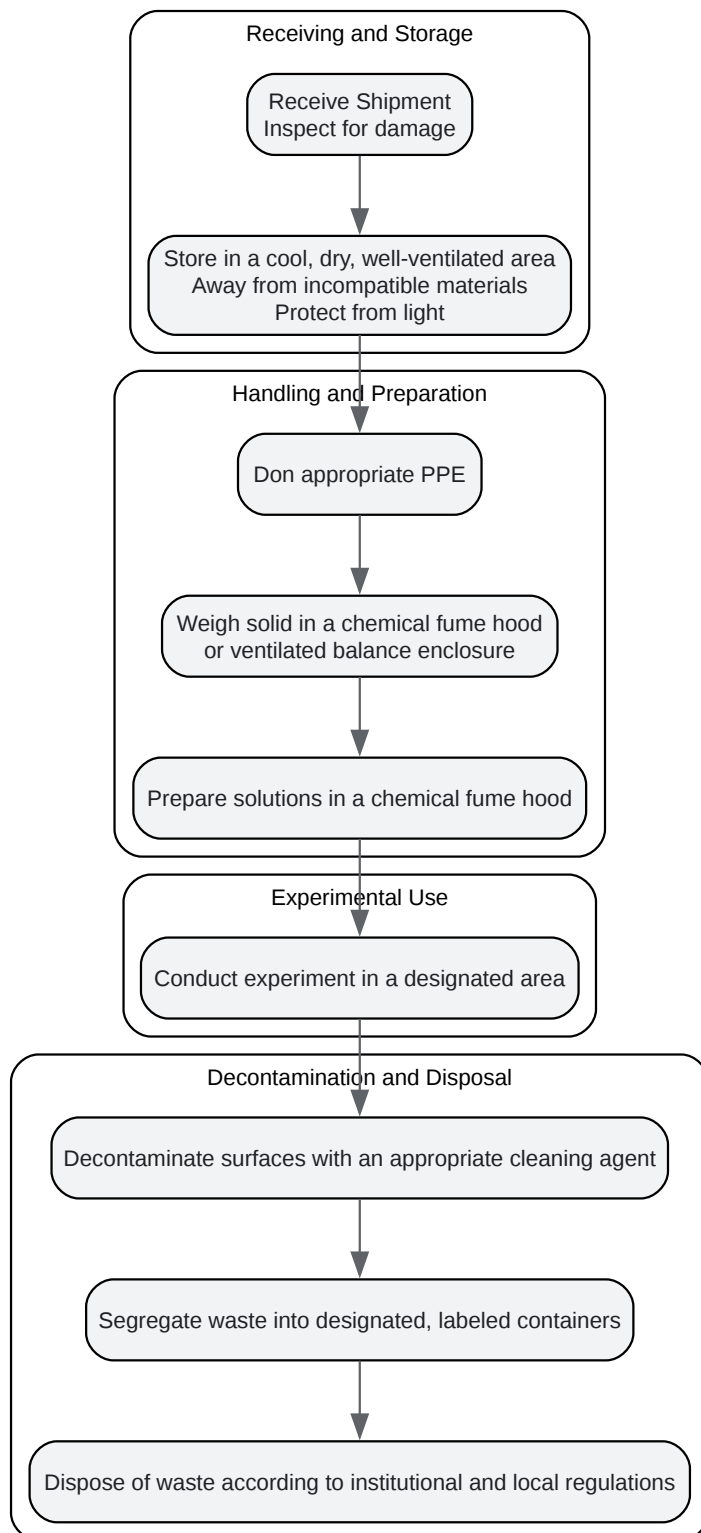 Receiving and Storage
Receive Shipment
Inspect for damage
Store in a cool, dry, well-ventilated area
Away from incompatible materials
Protect from light
Handling and Preparation
Don appropriate PPE
Weigh solid in a chemical fume hood
or ventilated balance enclosure
Prepare solutions in a chemical fume hood
Experimental Use
Conduct experiment in a designated area
Decontamination and Disposal
Decontaminate surfaces with an appropriate cleaning agent
Segregate waste into designated, labeled containers
Dispose of waste according to institutional and local regulations